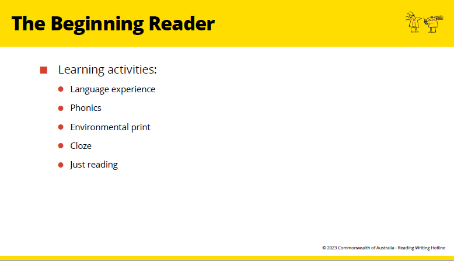 The Beginning Reader
Learning activities:
Language experience
Phonics
Environmental print
Cloze
Just reading
© 2023 Commonwealth of Australia - Reading Writing Hotline